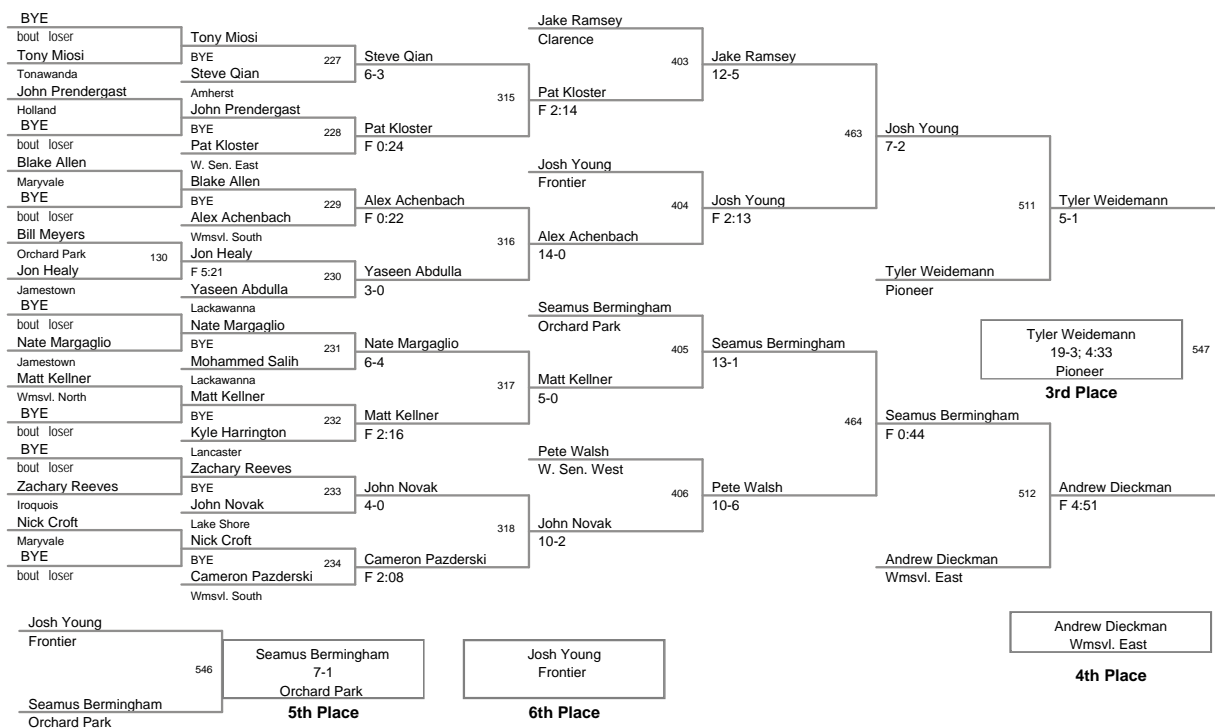 BYE
bout loser
Tony Miosi
Tonawanda
John Prendergast
Holland
BYE
bout loser
Blake Allen
Maryvale
BYE
bout loser
Bill Meyers
Orchard Park
130
Jon Healy
Jamestown
BYE
bout loser
Nate Margaglio
Jamestown
Matt Kellner
Wmsvl. North
BYE
bout loser
BYE
bout loser
Zachary Reeves
Iroquois
Nick Croft
Maryvale
BYE
bout loser
Tony Miosi
BYE
227
Steve Qian
Amherst
John Prendergast
BYE
228
Pat Kloster
W. Sen. East
Blake Allen
BYE
229
Alex Achenbach
Wmsvl. South
Jon Healy
F 5:21
230
Yaseen Abdulla
Lackawanna
Nate Margaglio
BYE
231
Mohammed Salih
Lackawanna
Matt Kellner
BYE
232
Kyle Harrington
Lancaster
Zachary Reeves
BYE
233
John Novak
Lake Shore
Nick Croft
BYE
234
Cameron Pazderski
Wmsvl. South
Steve Qian
6-3
315
Pat Kloster
F 0:24
Alex Achenbach
F 0:22
316
Yaseen Abdulla
3-0
Nate Margaglio
6-4
317
Matt Kellner
F 2:16
John Novak
4-0
318
Cameron Pazderski
F 2:08
Jake Ramsey
Clarence
403
Pat Kloster
F 2:14
Josh Young
Frontier
404
Alex Achenbach
14-0
Seamus Bermingham
Orchard Park
405
Matt Kellner
5-0
Pete Walsh
W. Sen. West
406
John Novak
10-2
Jake Ramsey
12-5
463
Josh Young
F 2:13
Seamus Bermingham
13-1
464
Pete Walsh
10-6
Josh Young
7-2
511
Tyler Weidemann
Pioneer
Seamus Bermingham
F 0:44
512
Andrew Dieckman
Wmsvl. East
Tyler Weidemann
5-1
Tyler Weidemann
19-3; 4:33
Pioneer
547
3rd Place
Andrew Dieckman
F 4:51
Andrew Dieckman
Wmsvl. East
4th Place
Josh Young
Frontier
546
Seamus Bermingham
Orchard Park
Seamus Bermingham
7-1
Orchard Park
5th Place
Josh Young
Frontier
6th Place